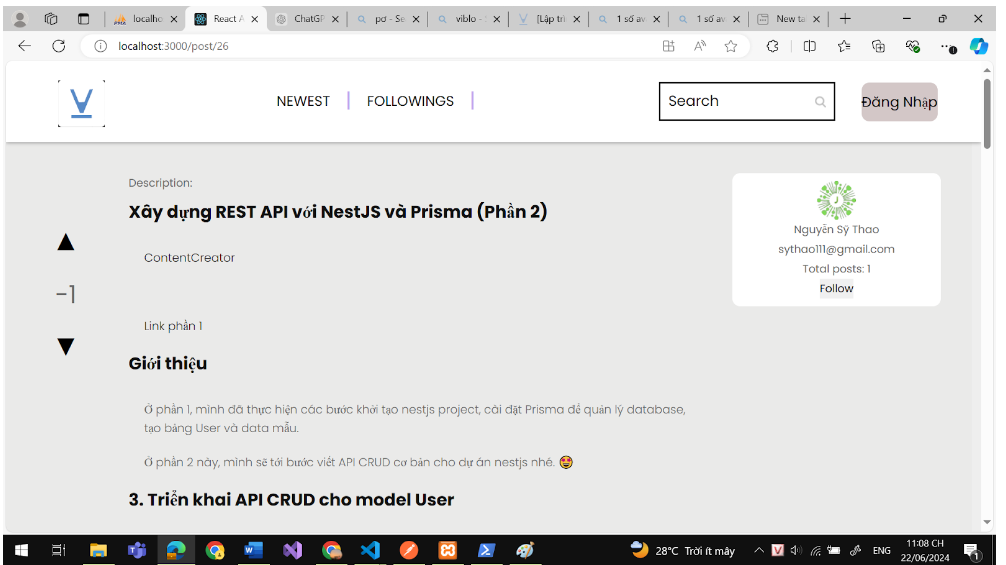 localho
React A
ChatGP
pơ - Se
viblo - S
[Lập trì
1 số av
1 số av
New ta
localhost:3000/post/26
NEWEST
FOLLOWINGS
Search
Đăng Nhập
Description:
Xây dựng REST API với NestJS và Prisma (Phần 2)
ContentCreator
-1
Link phần 1
Giới thiệu
Ở phần 1, mình đã thực hiện các bước khởi tạo nestjs project, cài đặt Prisma để quản lý database,
tạo bảng User và data mẫu.
Ở phần 2 này, mình sẽ tới bước viết API CRUD cơ bản cho dự án nestjs nhé. 🤩
3. Triển khai API CRUD cho model User
Nguyễn Sỹ Thao
sythao111@gmail.com
Total posts: 1
Follow
28°C Trời ít mây
ENG
11:08 CH
22/06/2024
1